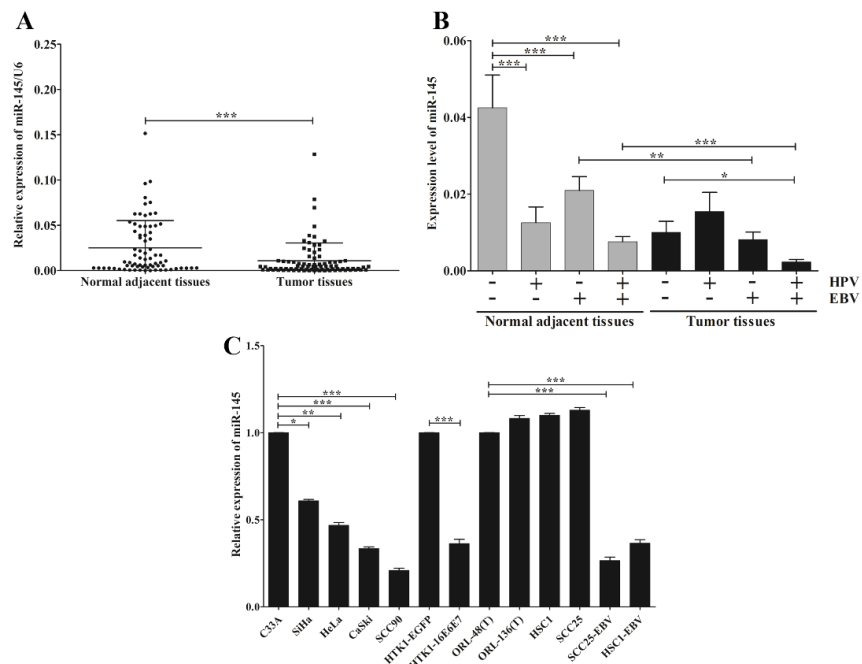 A
Relative expression of miR-145/U6
0.25
0.20
0.15
0.10
0.05
0.00
***
Normal adjacent tissues
Tumor tissues
B
Expression level of miR-145
0.06
0.04
0.02
0.00
***
***
***
***
**
*
- + - + - + - + HPV
- - + + - - + + EBV
Normal adjacent tissues
Tumor tissues
C
Relative expression of miR-145
1.5
1.0
0.5
0.0
***
***
**
*
***
***
***
C33A
SiHa
HeLa
CaSki
SCC90
HTK1-EGFP
HTK1-16E6E7
ORL-48(T)
ORL-136(T)
HSC1
SCC25
SCC25-EBV
HSC1-EBV